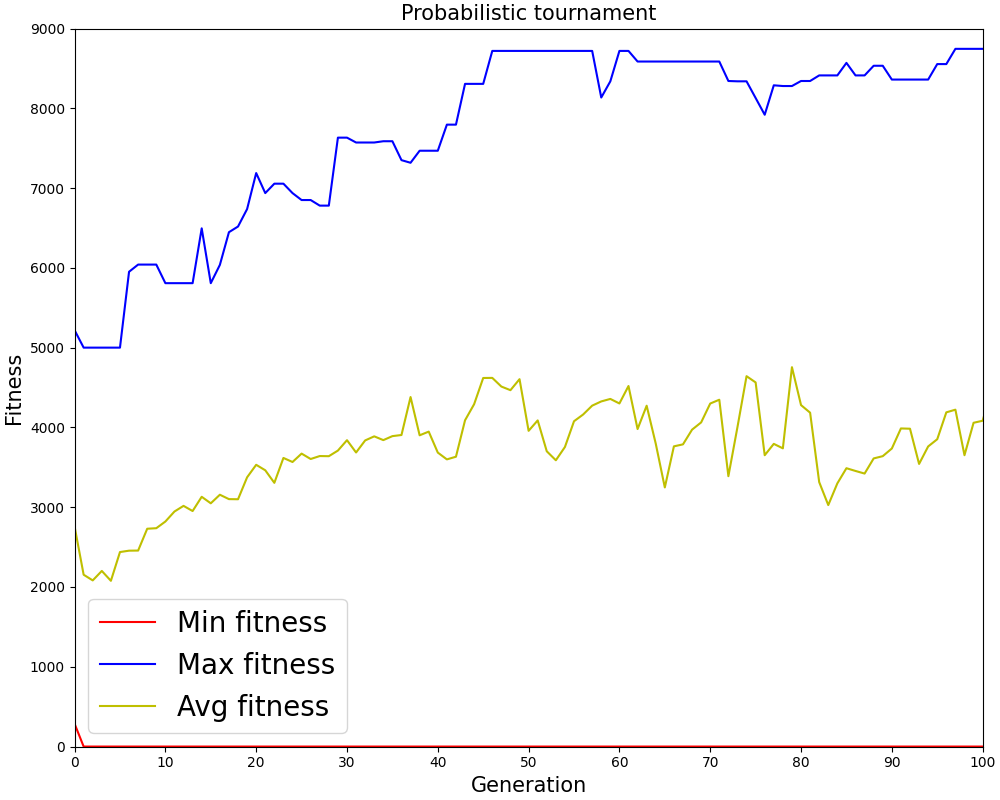 Probabilistic tournament
9000
8000
7000
6000
5000
4000
3000
2000
1000
0
Fitness
Min fitness
Max fitness
Avg fitness
0 10 20 30 40 50 60 70 80 90 100
Generation